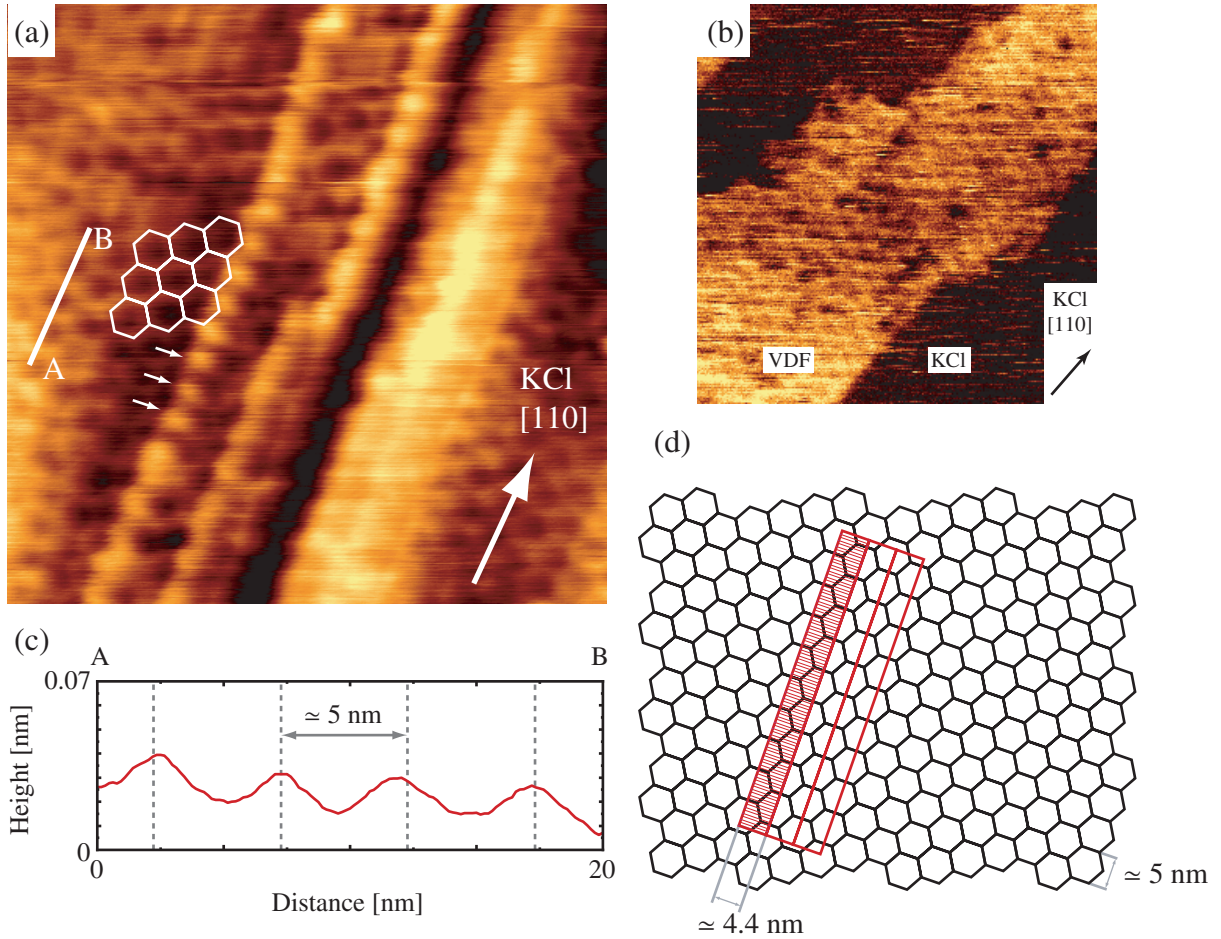 (a)
B
A
KCl
[110]
(b)
VDF
KCl
KCl
[110]
(c)
A
B
0.07
≃ 5 nm
Height [nm]
0
0
20
Distance [nm]
(d)
≃ 5 nm
≃ 4.4 nm